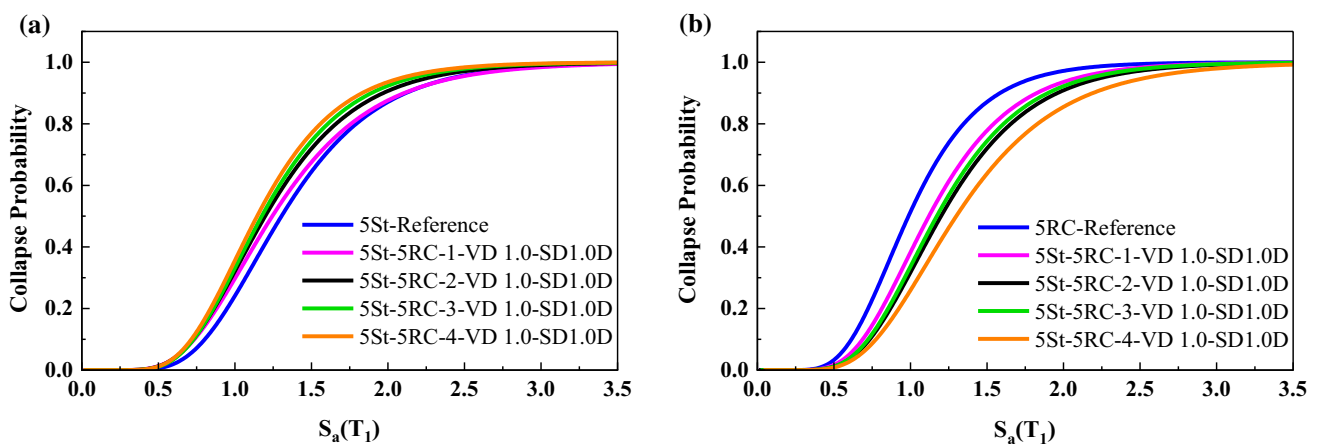 (a)
1.0
0.8
0.6
0.4
0.2
0.0
Collapse Probability
5St-Reference
5St-5RC-1-VD 1.0-SD1.0D
5St-5RC-2-VD 1.0-SD1.0D
5St-5RC-3-VD 1.0-SD1.0D
5St-5RC-4-VD 1.0-SD1.0D
0.0 0.5 1.0 1.5 2.0 2.5 3.0 3.5
Sa(T1)
(b)
1.0
0.8
0.6
0.4
0.2
0.0
Collapse Probability
5RC-Reference
5St-5RC-1-VD 1.0-SD1.0D
5St-5RC-2-VD 1.0-SD1.0D
5St-5RC-3-VD 1.0-SD1.0D
5St-5RC-4-VD 1.0-SD1.0D
0.0 0.5 1.0 1.5 2.0 2.5 3.0 3.5
Sa(T1)